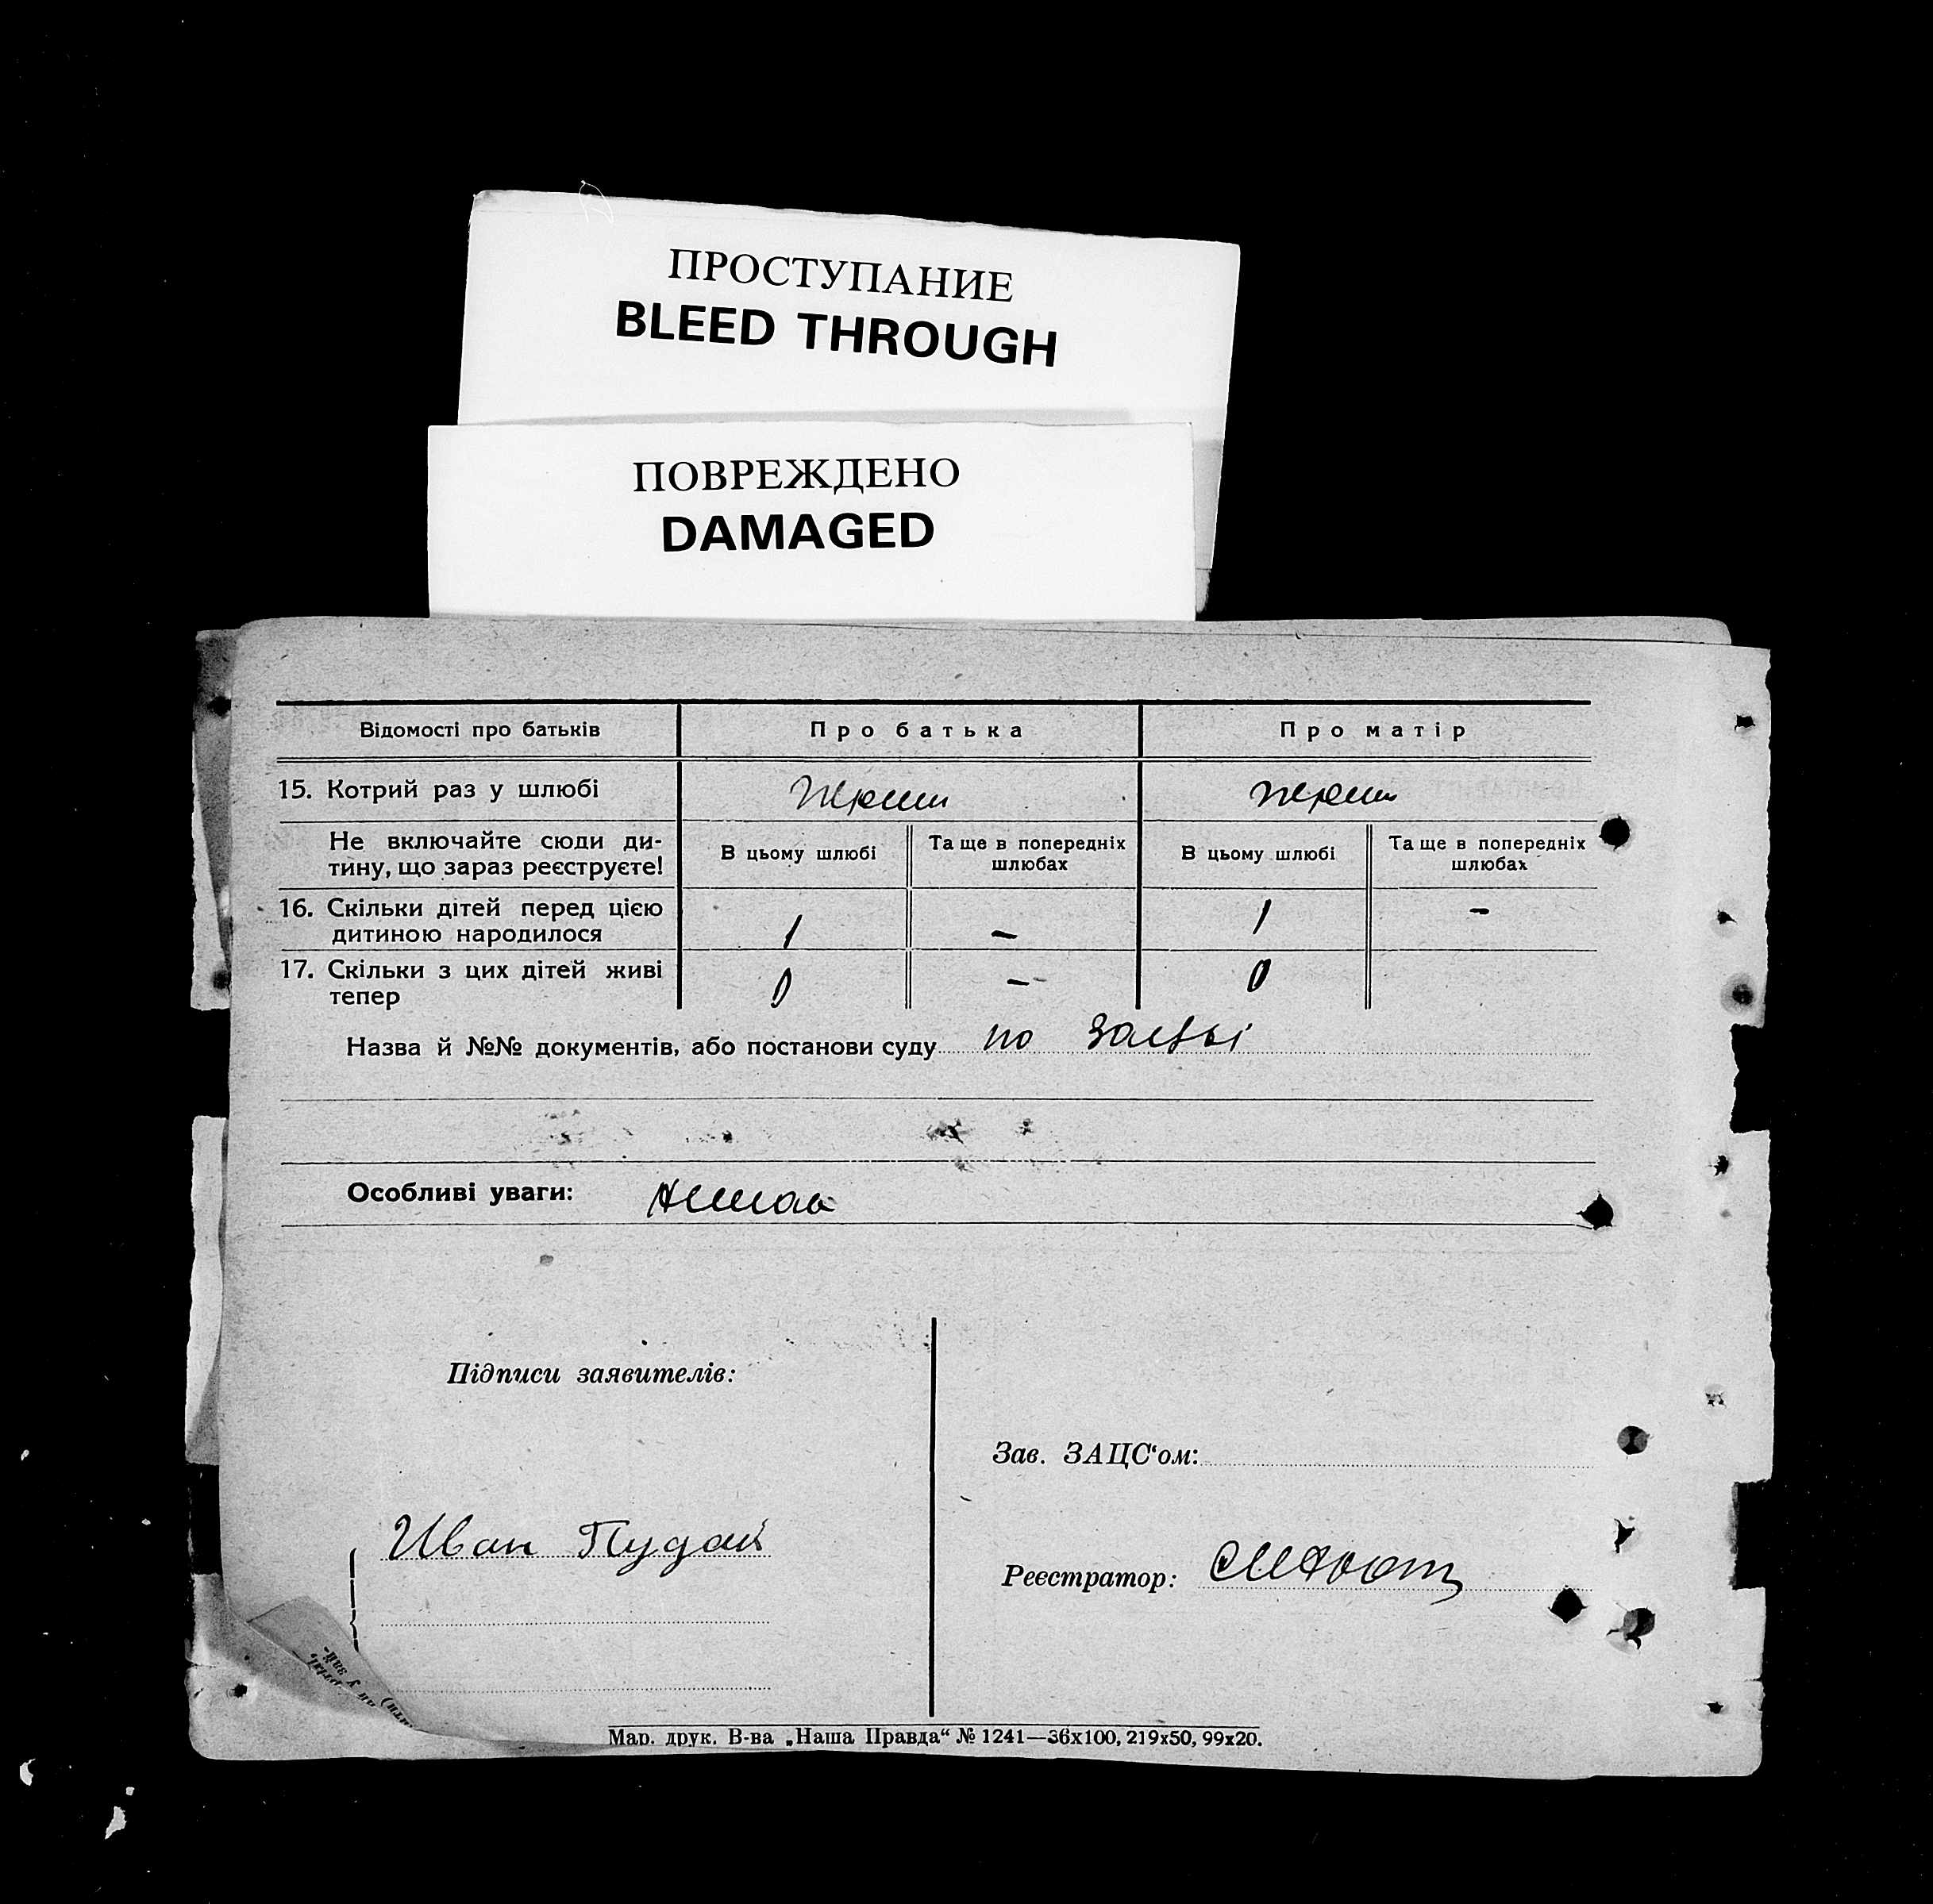 ПРОСТУПАНИЕ
BLEED THROUGH
ПОВРЕЖДЕНО
DAMAGED
Відомості про батьків Про батька Про матір
15. Котрий раз у шлюбі перши перши
Не включайте сюди ди-
тину, що зараз реєструєте!
В цьому шлюбі Та ще в попередніх шлюбах В цьому шлюбі Та ще в попередніх шлюбах
16. Скільки дітей перед цією
дитиною народилося 1 – 1 –
17. Скільки з цих дітей живі
тепер 0 – 0
Назва й №№ документів, або постанови суду по
Особливі уваги:
Підписи заявителів:
Зав. ЗАЦС'ом:
Иван Пудай
Реєстратор:
Мар. друк. В-ва „Наша Правда“ № 1241—36х100, 219х50, 99х20.